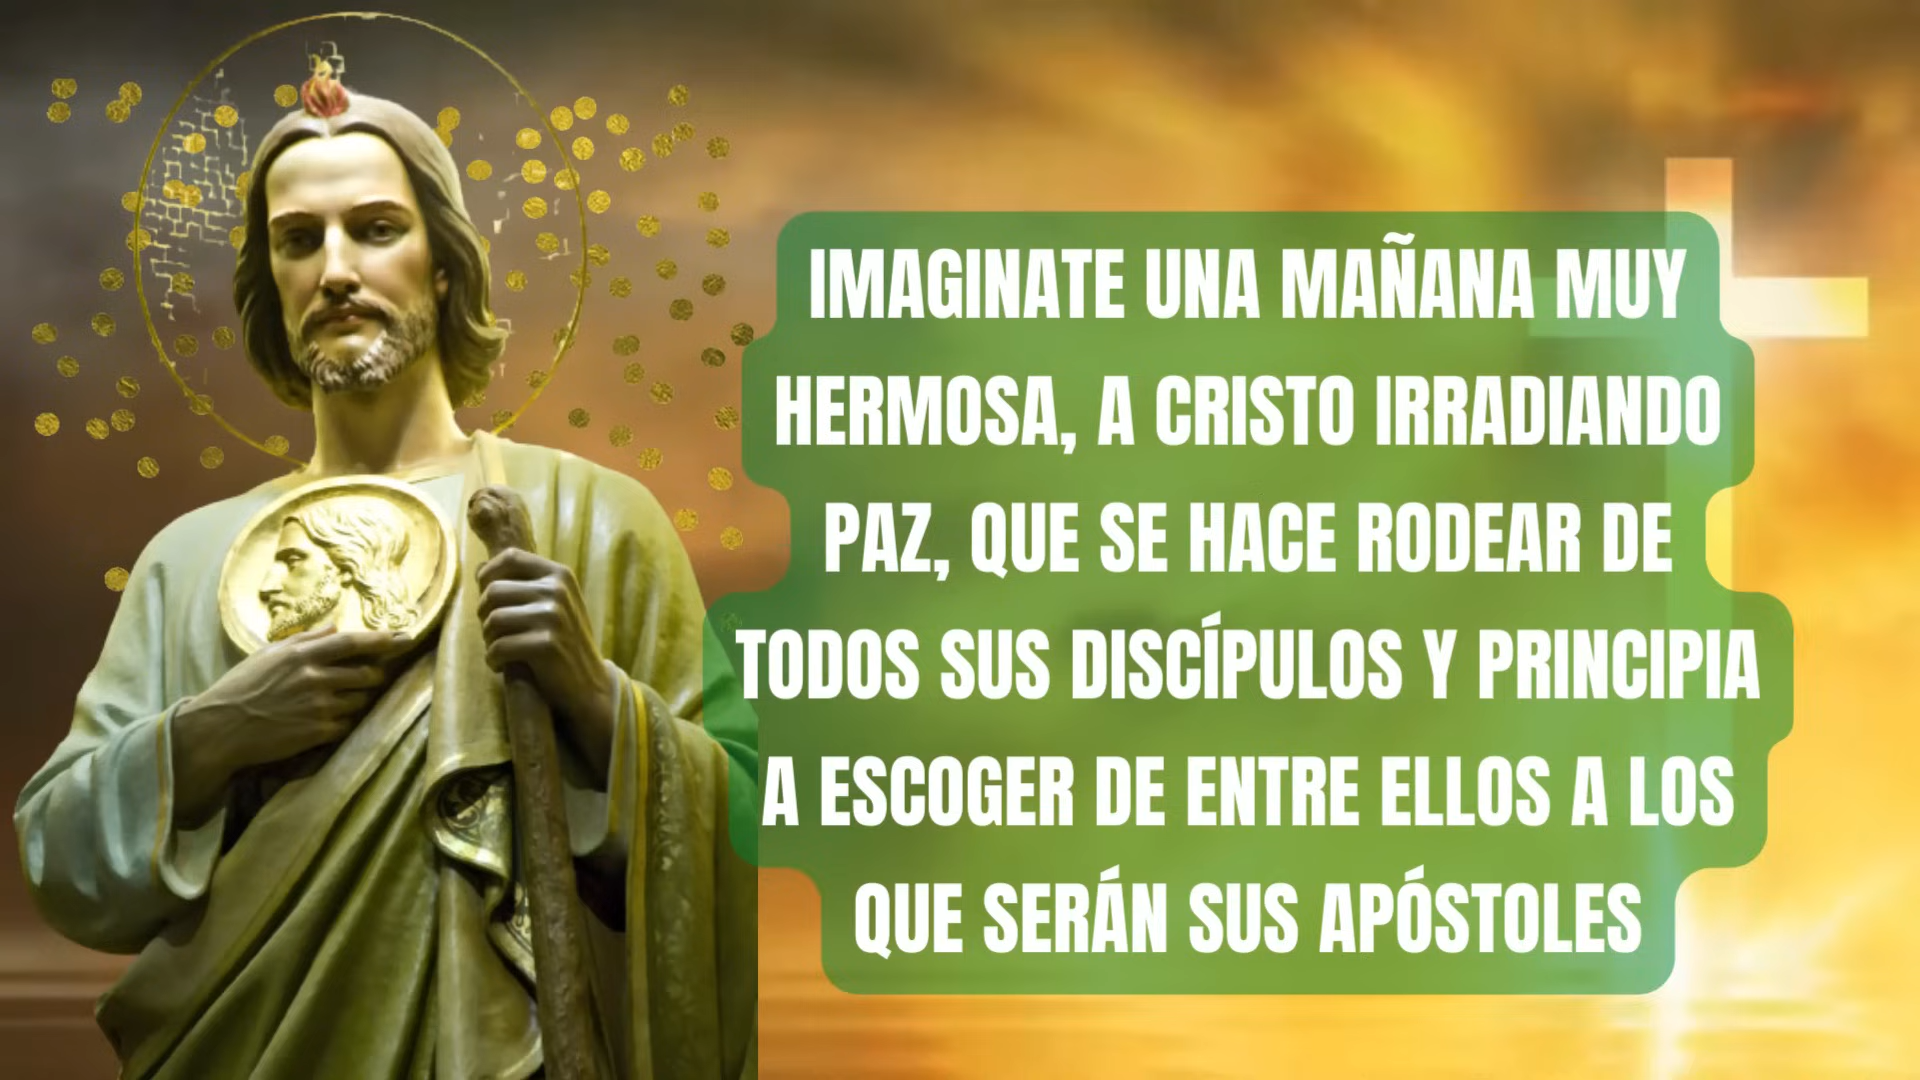 IMAGINATE UNA MAÑANA MUY
HERMOSA, A CRISTO IRRADIANDO
PAZ, QUE SE HACE RODEAR DE
TODOS SUS DISCÍPULOS Y PRINCIPIA
A ESCOGER DE ENTRE ELLOS A LOS
QUE SERÁN SUS APÓSTOLES